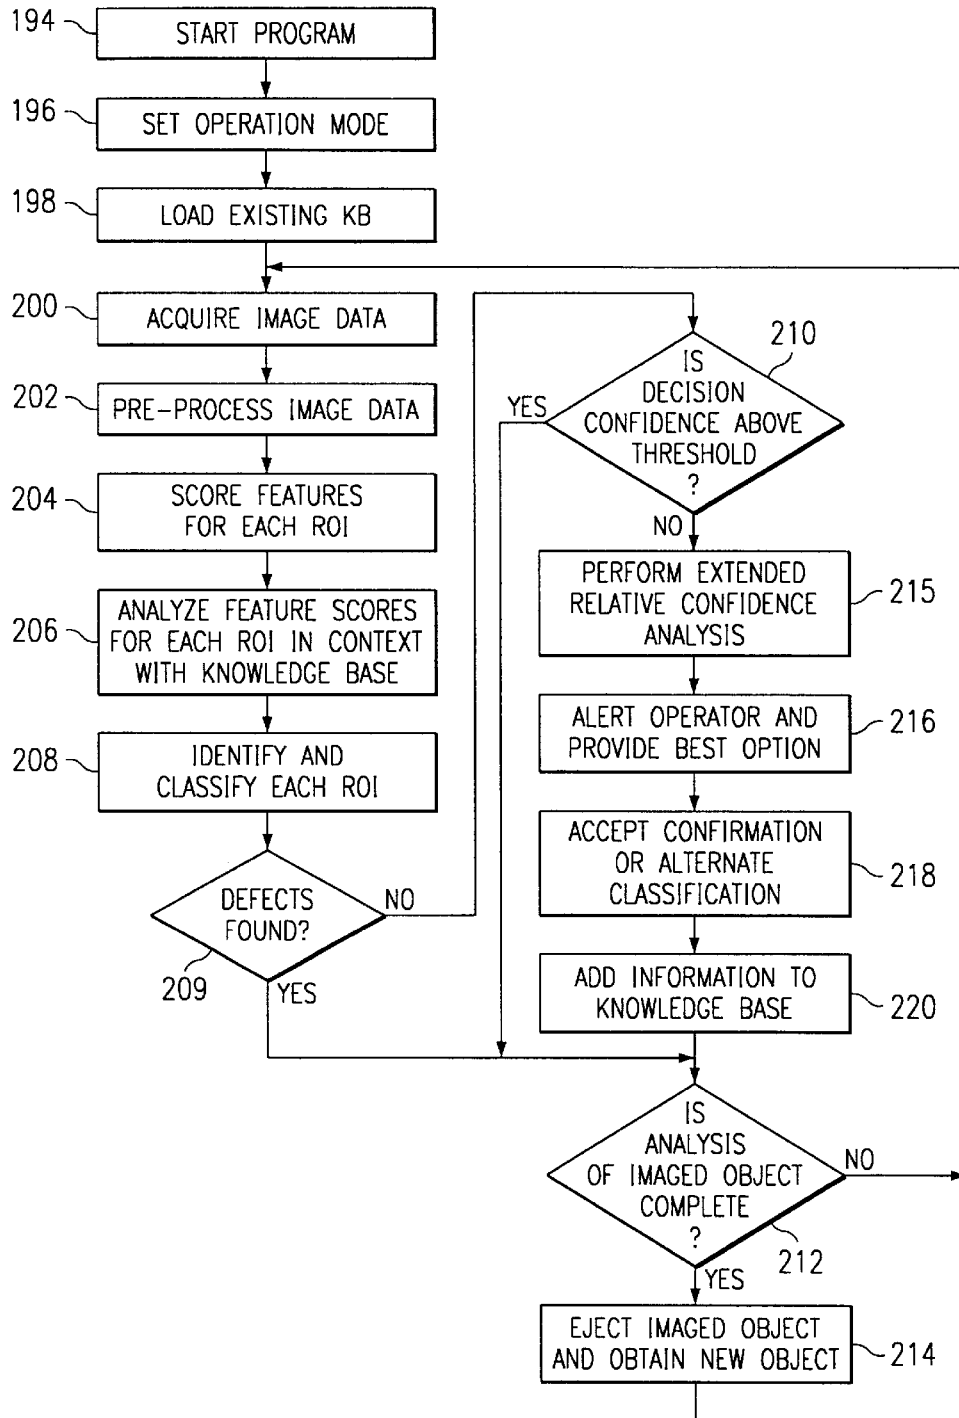 194
START PROGRAM
196
SET OPERATION MODE
198
LOAD EXISTING KB
200
ACQUIRE IMAGE DATA
202
PRE-PROCESS IMAGE DATA
204
SCORE FEATURES
FOR EACH ROI
206
ANALYZE FEATURE SCORES
FOR EACH ROI IN CONTEXT
WITH KNOWLEDGE BASE
208
IDENTIFY AND
CLASSIFY EACH ROI
DEFECTS
FOUND?
NO
209
YES
210
IS
DECISION
CONFIDENCE ABOVE
THRESHOLD
?
YES
NO
PERFORM EXTENDED
RELATIVE CONFIDENCE
ANALYSIS
215
ALERT OPERATOR AND
PROVIDE BEST OPTION
216
ACCEPT CONFIRMATION
OR ALTERNATE
CLASSIFICATION
218
ADD INFORMATION TO
KNOWLEDGE BASE
220
IS
ANALYSIS
OF IMAGED OBJECT
COMPLETE
?
NO
212
YES
EJECT IMAGED OBJECT
AND OBTAIN NEW OBJECT
214